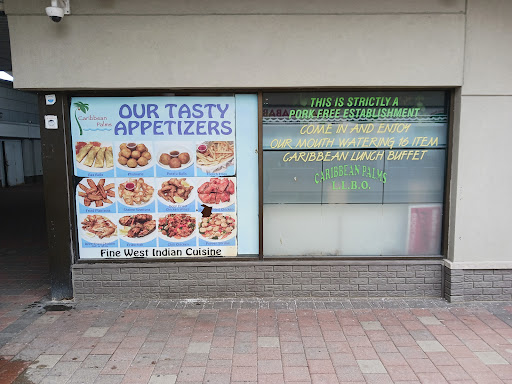 Caribbean
Palms
OUR TASTY
APPETIZERS
Fine West Indian Cuisine
THIS IS STRICTLY A
PORK FREE ESTABLISHMENT
COME IN AND ENJOY
OUR MOUTH WATERING 16 ITEM
CARIBBEAN LUNCH BUFFET
CARIBBEAN PALMS
L.L.B.O.